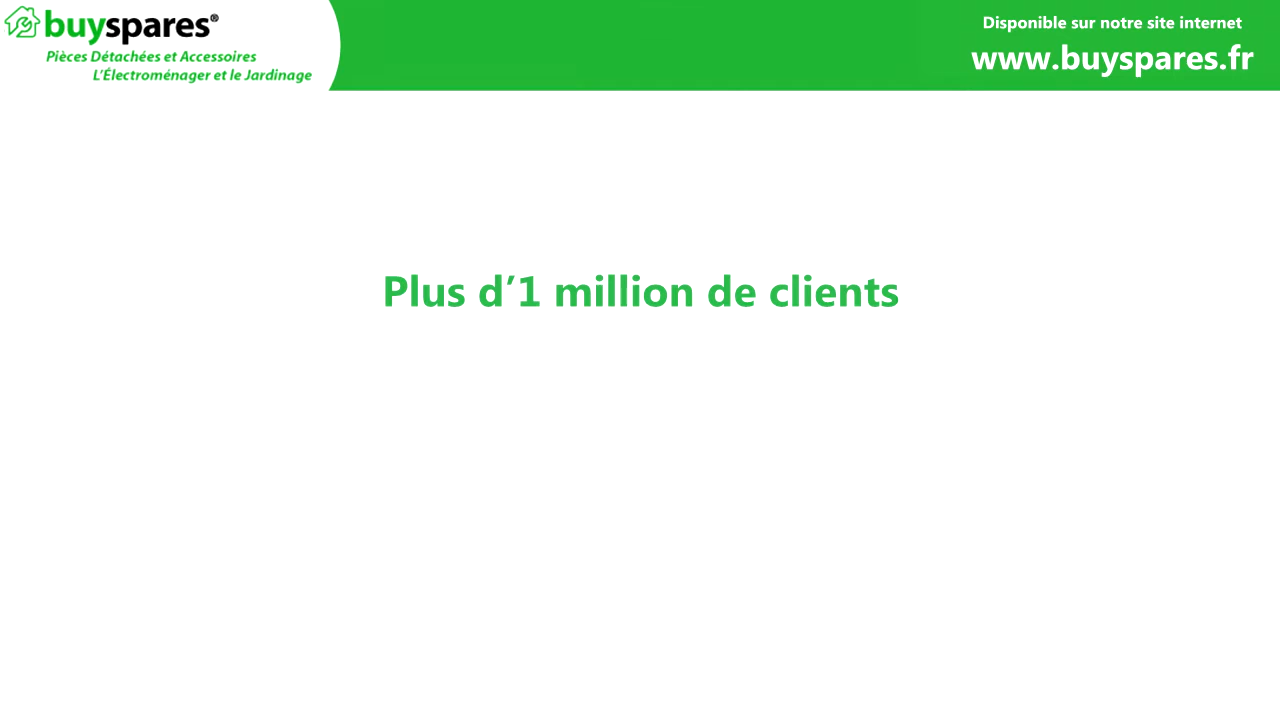 buyspares®
Pièces Détachées et Accessoires
L'Électroménager et le Jardinage
Disponible sur notre site internet
www.buyspares.fr
Plus d’1 million de clients